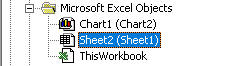 Microsoft Excel Objects
Chart1 (Chart2)
Sheet2 (Sheet1)
ThisWorkbook